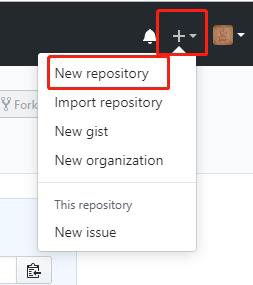 New repository
Fork
Import repository
New gist
New organization
This repository
New issue